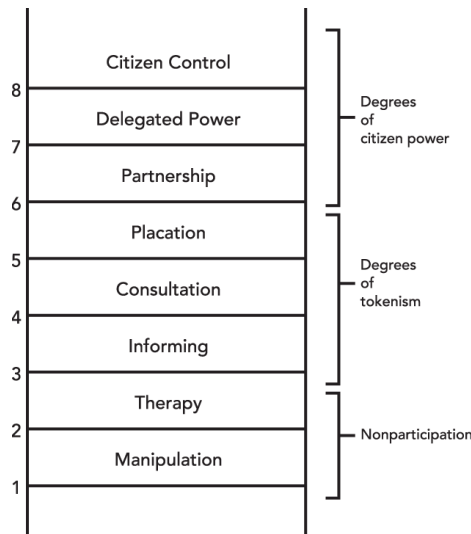 Citizen Control
8
Delegated Power
7
Partnership
6
Placation
5
Consultation
4
Informing
3
Therapy
2
Manipulation
1
Degrees
of
citizen power
Degrees
of
tokenism
Nonparticipation